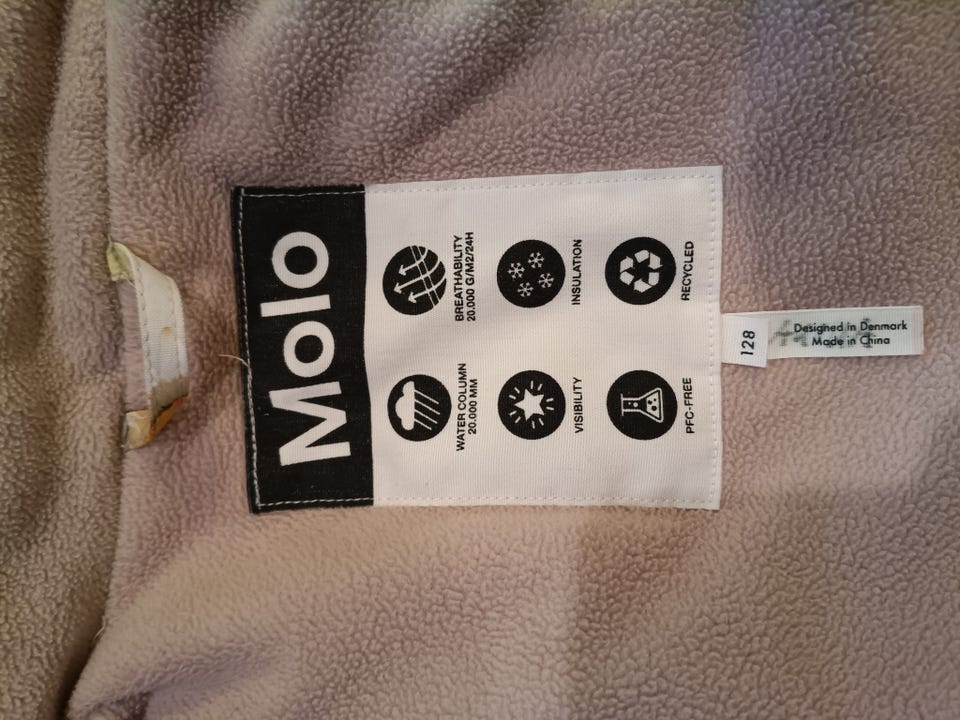 Molo
WATER COLUMN
20.000 MM
BREATHABILITY
20.000 G/M2/24H
VISIBILITY
INSULATION
PFC-FREE
RECYCLED
128
Designed in Denmark
Made in China